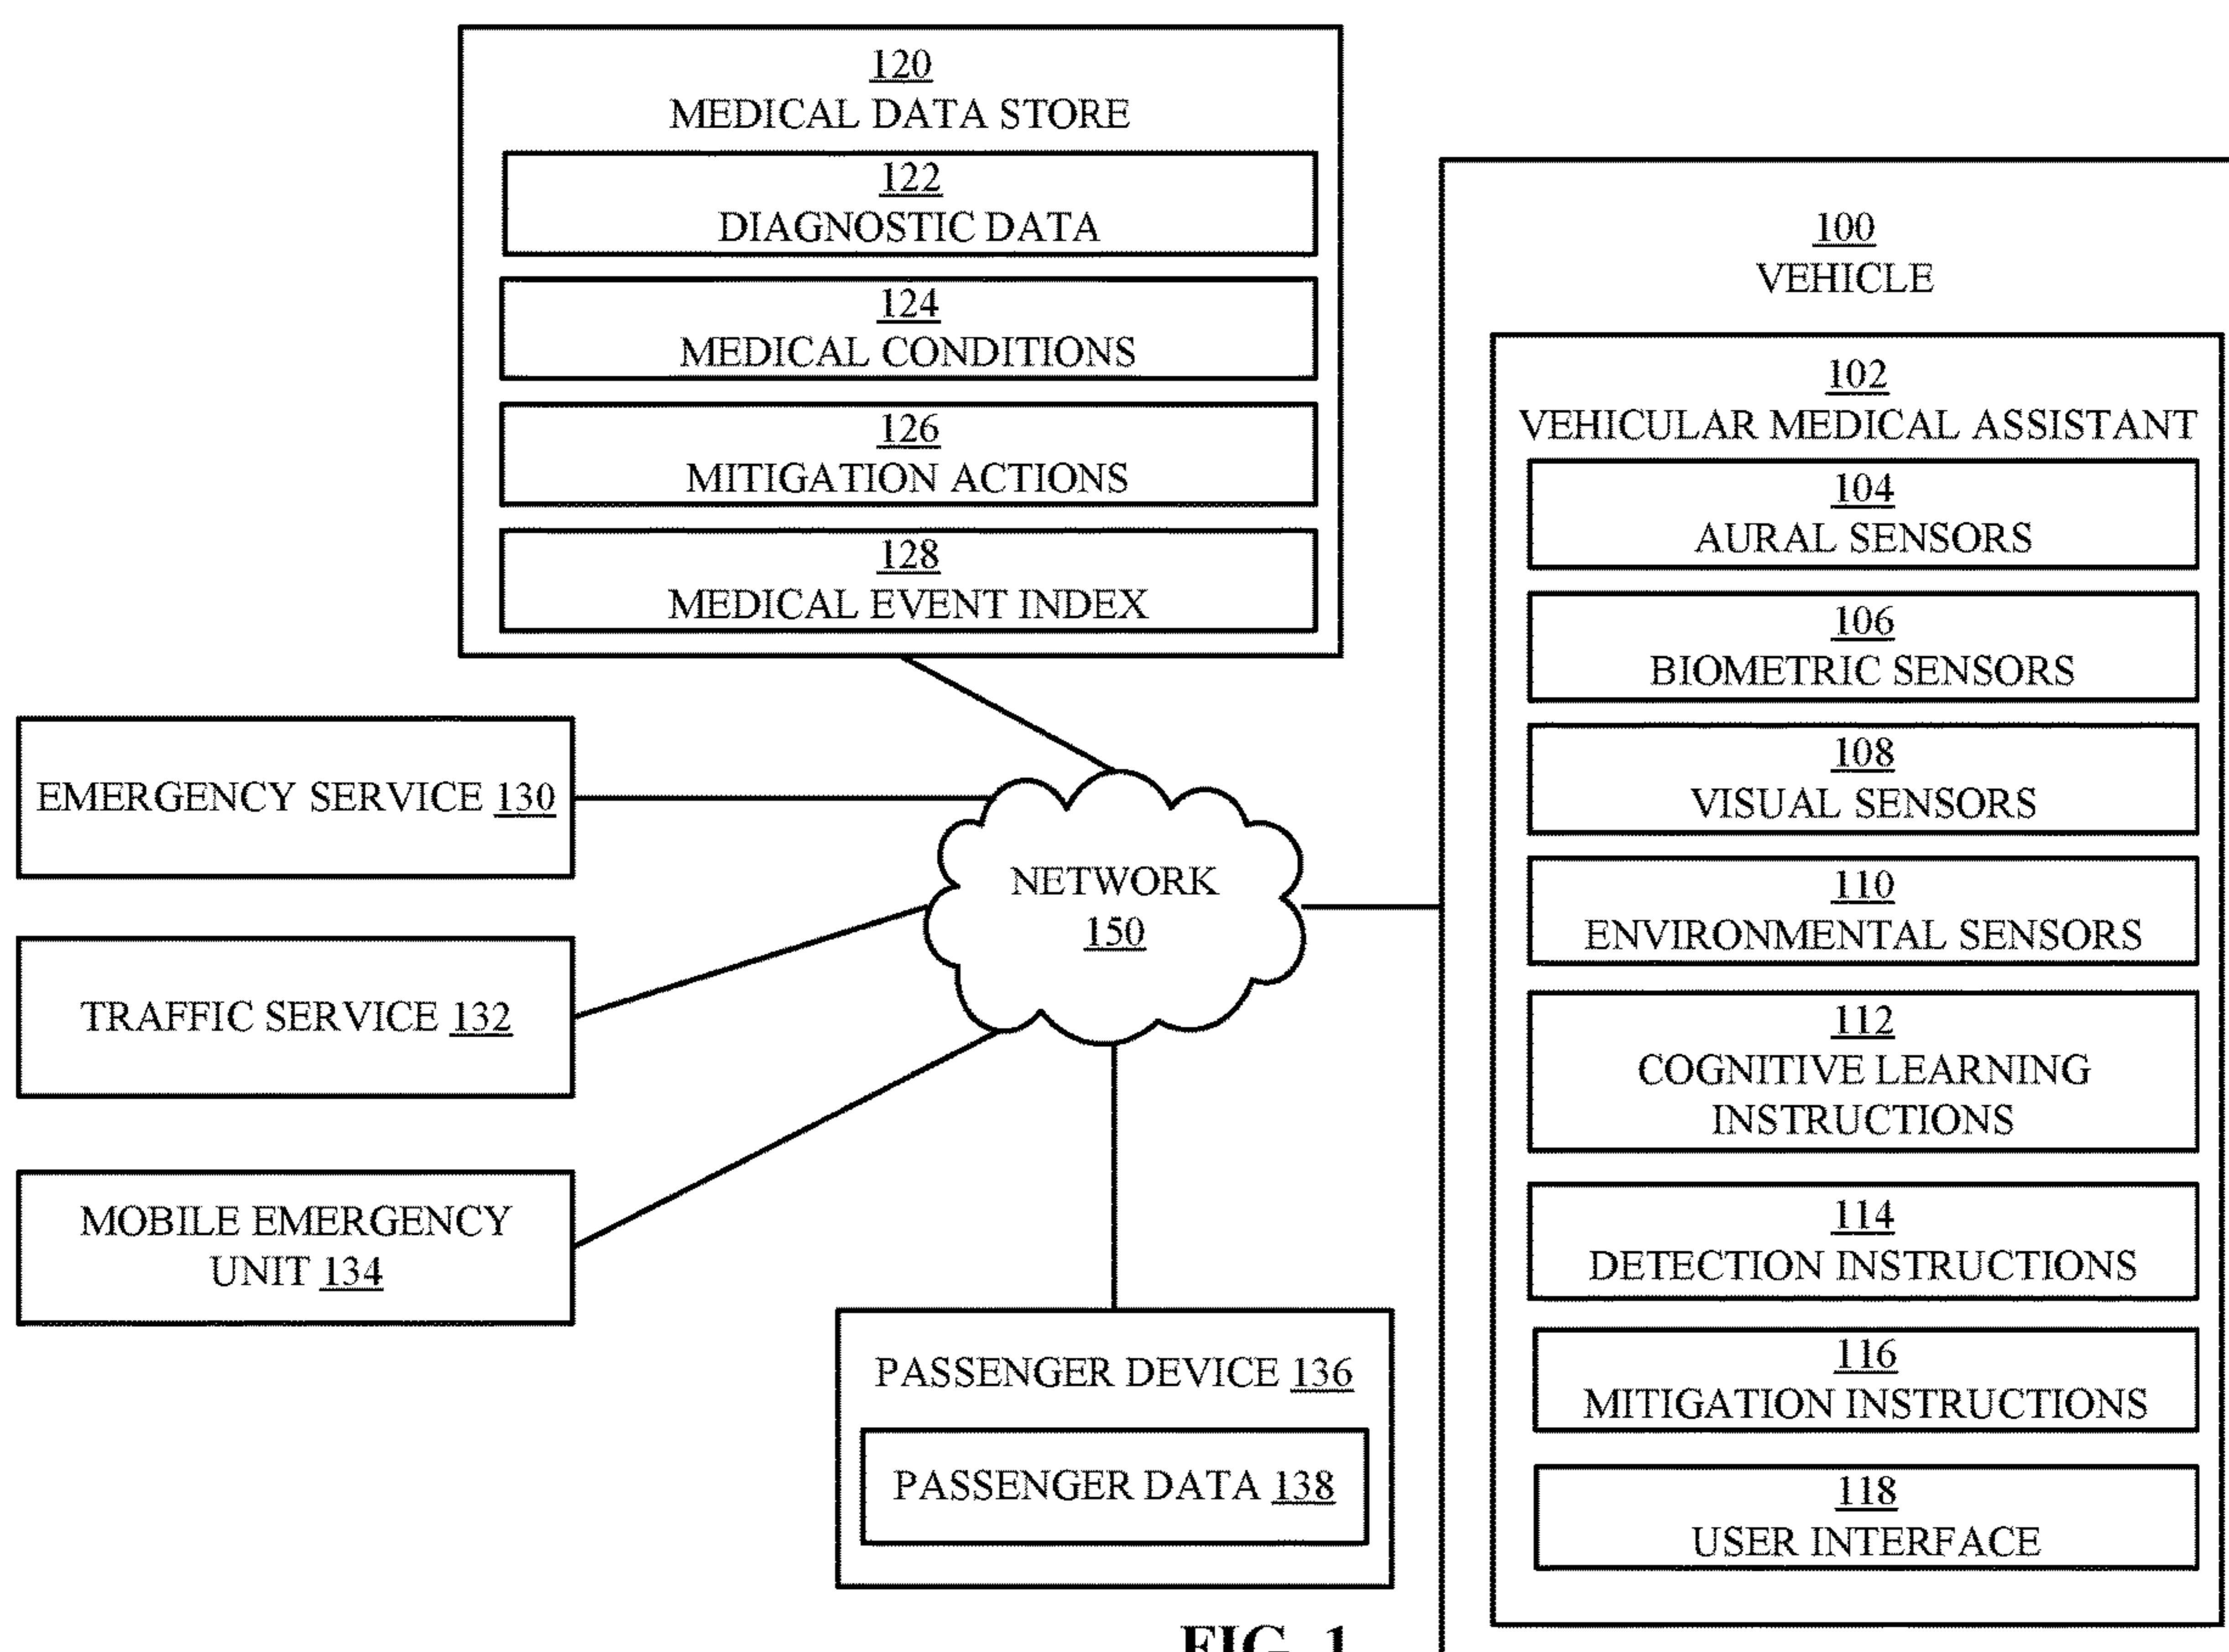 120
MEDICAL DATA STORE
122
DIAGNOSTIC DATA
124
MEDICAL CONDITIONS
126
MITIGATION ACTIONS
128
MEDICAL EVENT INDEX
EMERGENCY SERVICE 130
TRAFFIC SERVICE 132
MOBILE EMERGENCY
UNIT 134
NETWORK
150
PASSENGER DEVICE 136
PASSENGER DATA 138
100
VEHICLE
102
VEHICULAR MEDICAL ASSISTANT
104
AURAL SENSORS
106
BIOMETRIC SENSORS
108
VISUAL SENSORS
110
ENVIRONMENTAL SENSORS
112
COGNITIVE LEARNING
INSTRUCTIONS
114
DETECTION INSTRUCTIONS
116
MITIGATION INSTRUCTIONS
118
USER INTERFACE
FIG. 1